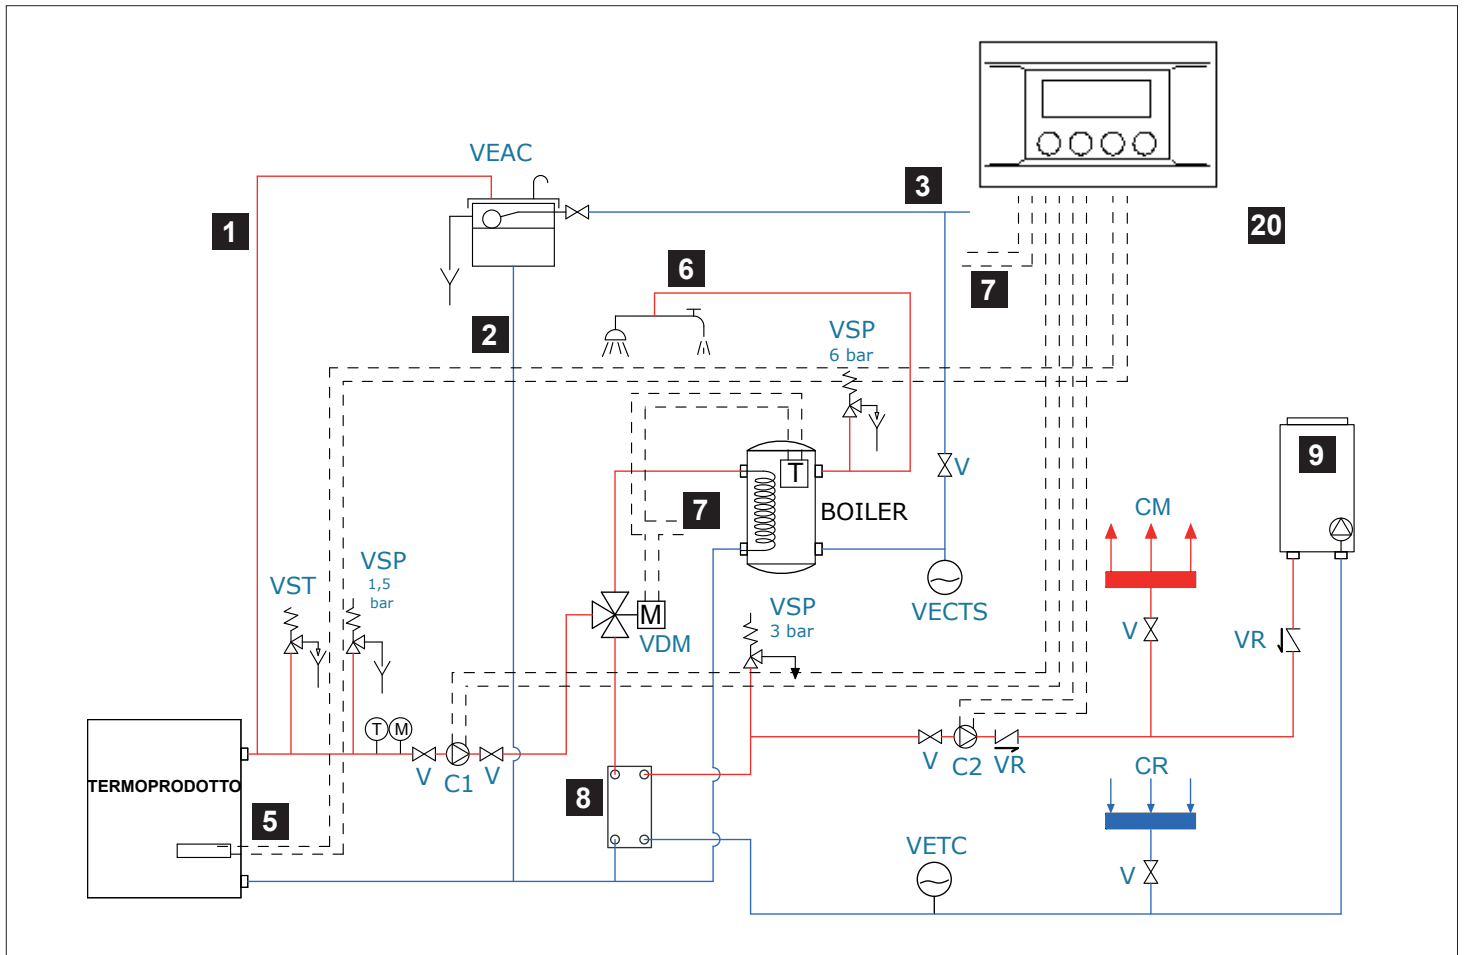 VEAC
3
1
20
6
7
2
VSP
6 bar
9
T
V
CM
7
BOILER
VSP
1,5
bar
VST
VECTS
VSP
3 bar
M
VDM
V
VR
T
M
V
C1
V
V
C2
VR
CR
TERMOPRODOTTO
8
5
VETC
V